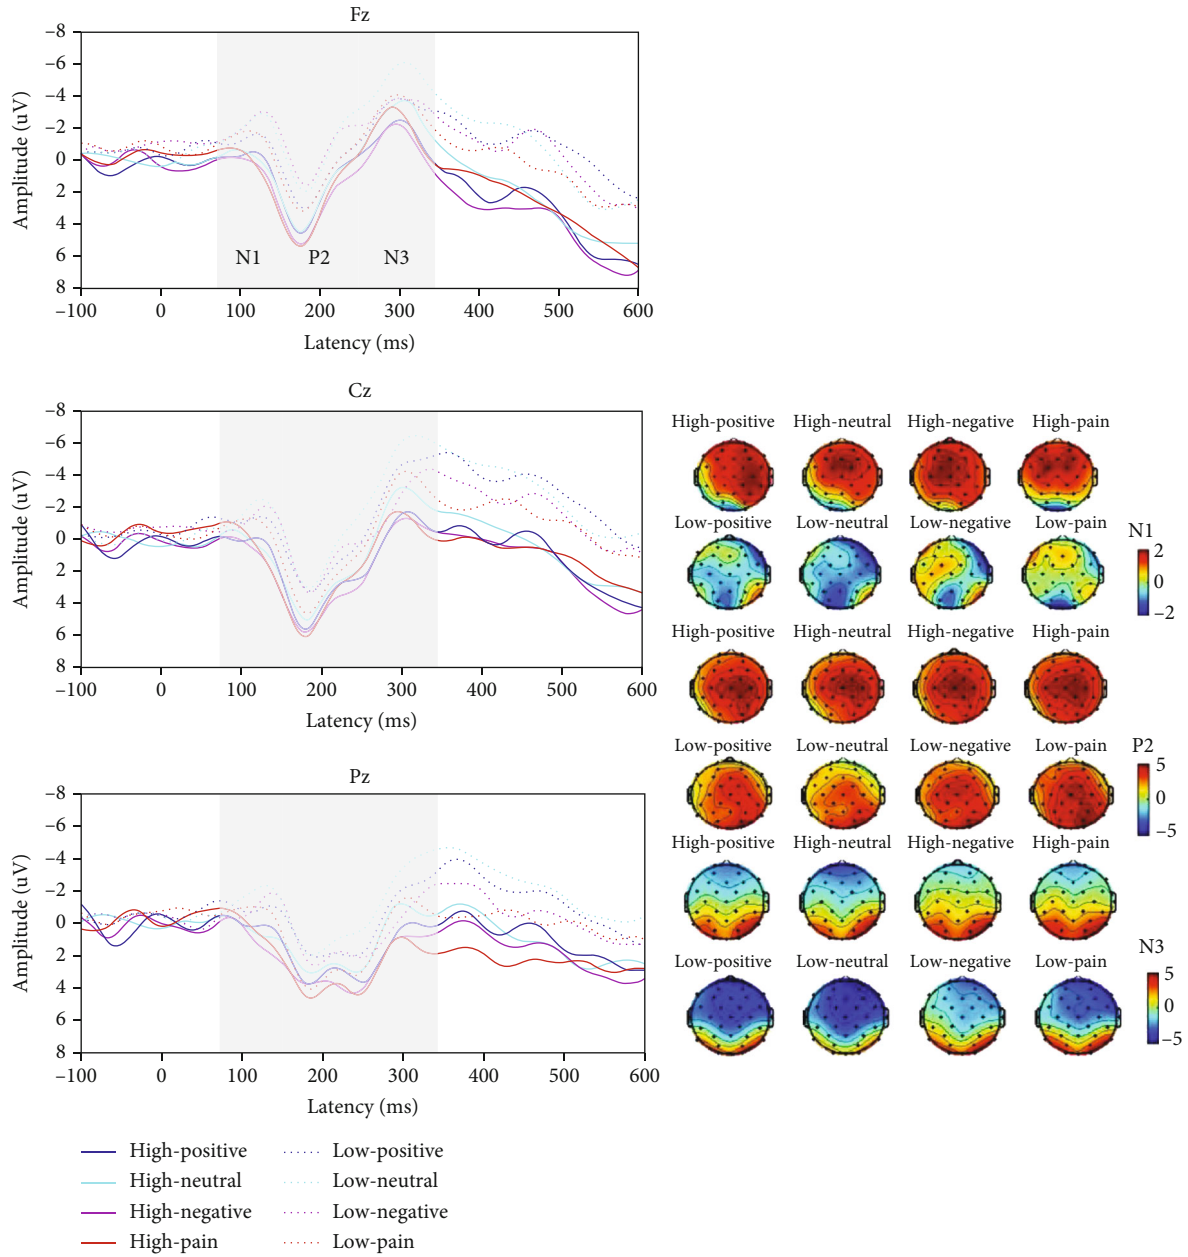 Fz
–8
–6
–4
–2
0
2
4
6
8
Amplitude (uV)
N1 P2 N3
–100 0 100 200 300 400 500 600
Latency (ms)
Cz
–8
–6
–4
–2
0
2
4
6
8
Amplitude (uV)
–100 0 100 200 300 400 500 600
Latency (ms)
Pz
–8
–6
–4
–2
0
2
4
6
8
Amplitude (uV)
–100 0 100 200 300 400 500 600
Latency (ms)
High-positive Low-positive
High-neutral Low-neutral
High-negative Low-negative
High-pain Low-pain
High-positive High-neutral High-negative High-pain
Low-positive Low-neutral Low-negative Low-pain
N1
2
0
–2
High-positive High-neutral High-negative High-pain
Low-positive Low-neutral Low-negative Low-pain
P2
5
0
–5
High-positive High-neutral High-negative High-pain
Low-positive Low-neutral Low-negative Low-pain
N3
5
0
–5